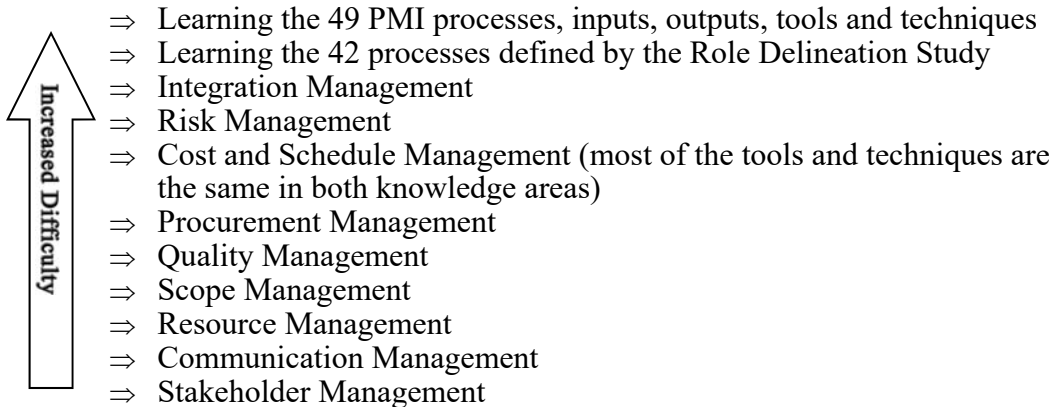 ⇒ Learning the 49 PMI processes, inputs, outputs, tools and techniques
⇒ Learning the 42 processes defined by the Role Delineation Study
⇒ Integration Management
⇒ Risk Management
⇒ Cost and Schedule Management (most of the tools and techniques are
the same in both knowledge areas)
⇒ Procurement Management
⇒ Quality Management
⇒ Scope Management
⇒ Resource Management
⇒ Communication Management
⇒ Stakeholder Management
Increased Difficulty